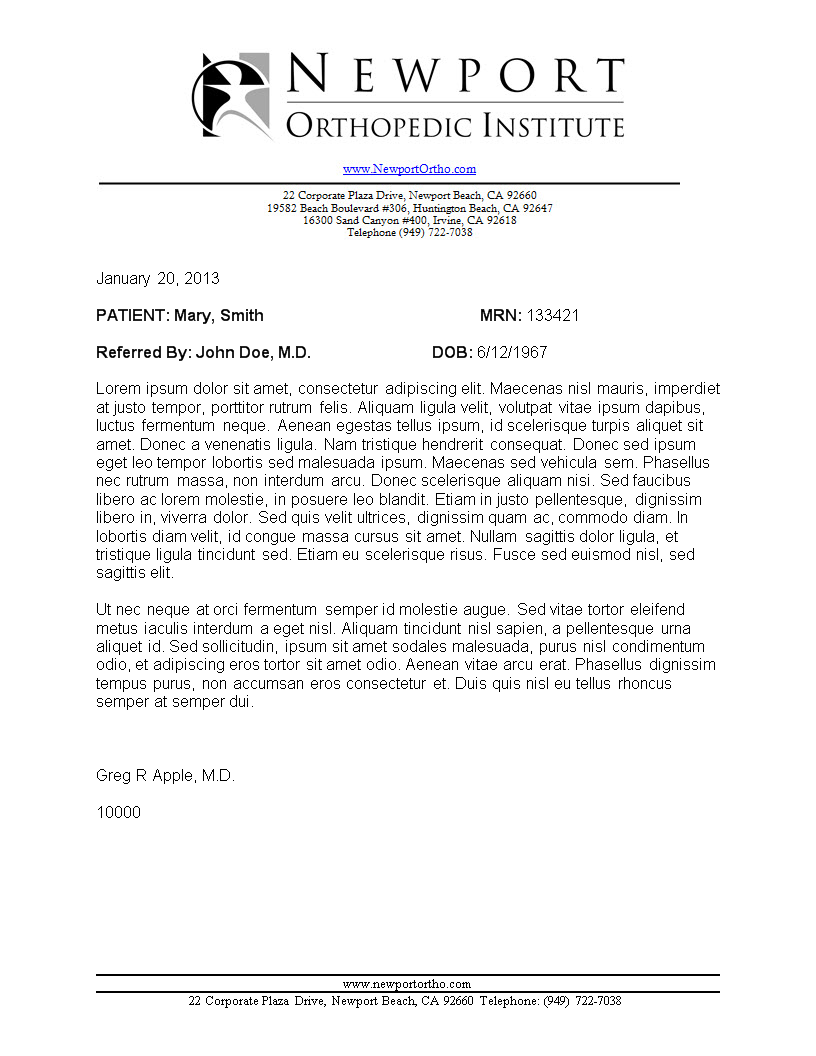 NEWPORT
ORTHOPEDIC INSTITUTE
www.NewportOrtho.com
22 Corporate Plaza Drive, Newport Beach, CA 92660
19582 Beach Boulevard #306, Huntington Beach, CA 92647
16300 Sand Canyon #400, Irvine, CA 92618
Telephone (949) 722-7038
January 20, 2013
PATIENT: Mary, Smith MRN: 133421
Referred By: John Doe, M.D. DOB: 6/12/1967
Lorem ipsum dolor sit amet, consectetur adipiscing elit. Maecenas nisl mauris, imperdiet
at justo tempor, porttitor rutrum felis. Aliquam ligula velit, volutpat vitae ipsum dapibus,
luctus fermentum neque. Aenean egestas tellus ipsum, id scelerisque turpis aliquet sit
amet. Donec a venenatis ligula. Nam tristique hendrerit consequat. Donec sed ipsum
eget leo tempor lobortis sed malesuada ipsum. Maecenas sed vehicula sem. Phasellus
nec rutrum massa, non interdum arcu. Donec scelerisque aliquam nisi. Sed faucibus
libero ac lorem molestie, in posuere leo blandit. Etiam in justo pellentesque, dignissim
libero in, viverra dolor. Sed quis velit ultrices, dignissim quam ac, commodo diam. In
lobortis diam velit, id congue massa cursus sit amet. Nullam sagittis dolor ligula, et
tristique ligula tincidunt sed. Etiam eu scelerisque risus. Fusce sed euismod nisl, sed
sagittis elit.
Ut nec neque at orci fermentum semper id molestie augue. Sed vitae tortor eleifend
metus iaculis interdum a eget nisl. Aliquam tincidunt nisl sapien, a pellentesque urna
aliquet id. Sed sollicitudin, ipsum sit amet sodales malesuada, purus nisl condimentum
odio, et adipiscing eros tortor sit amet odio. Aenean vitae arcu erat. Phasellus dignissim
tempus purus, non accumsan eros consectetur et. Duis quis nisl eu tellus rhoncus
semper at semper dui.
Greg R Apple, M.D.
10000
www.newportortho.com
22 Corporate Plaza Drive, Newport Beach, CA 92660 Telephone: (949) 722-7038